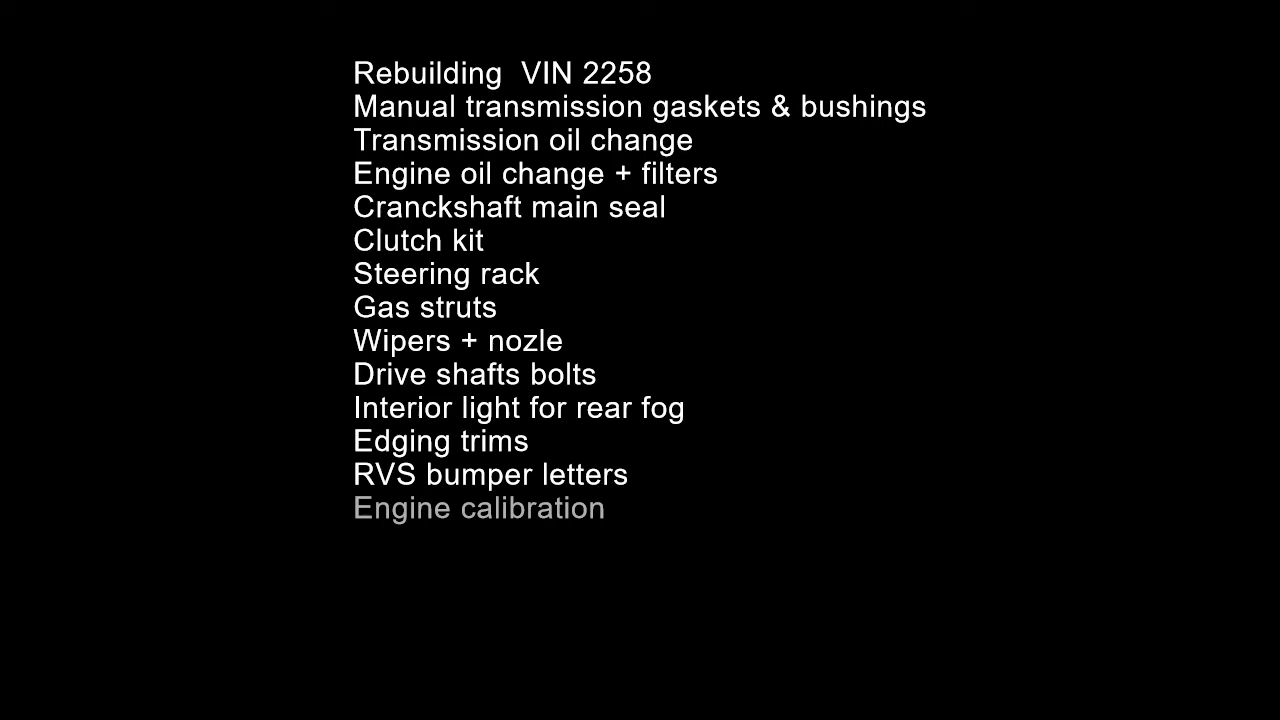 Rebuilding  VIN 2258
Manual transmission gaskets & bushings
Transmission oil change
Engine oil change + filters
Cranckshaft main seal
Clutch kit
Steering rack
Gas struts
Wipers + nozle
Drive shafts bolts
Interior light for rear fog
Edging trims
RVS bumper letters
Engine calibration